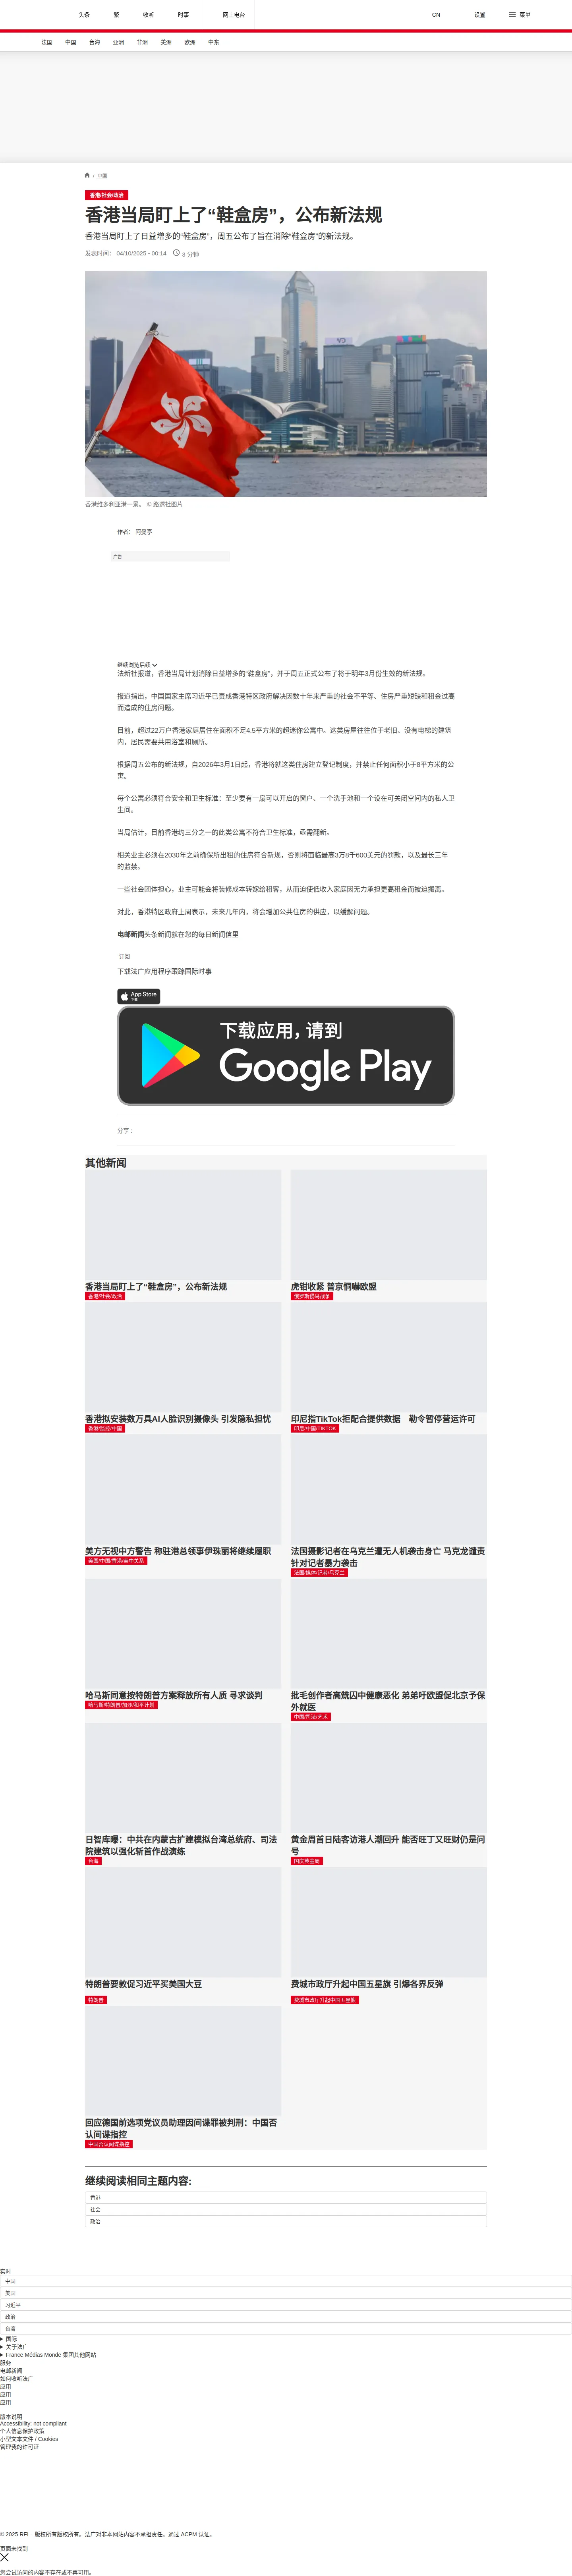 头条
繁
收听
时事
网上电台
CN
设置
菜单
法国
中国
台海
亚洲
非洲
美洲
欧洲
中东
/ 中国
香港/社会/政治
香港当局盯上了“鞋盒房”，公布新法规
香港当局盯上了日益增多的“鞋盒房”，周五公布了旨在消除“鞋盒房”的新法规。
发表时间： 04/10/2025 - 00:14
3 分钟
香港维多利亚港一景。 © 路透社图片
作者： 阿曼亭
广告
继续浏览后续
法新社报道，香港当局计划消除日益增多的“鞋盒房”，并于周五正式公布了将于明年3月份生效的新法规。
报道指出，中国国家主席习近平已责成香港特区政府解决因数十年来严重的社会不平等、住房严重短缺和租金过高
而造成的住房问题。
目前，超过22万户香港家庭居住在面积不足4.5平方米的超迷你公寓中。这类房屋往往位于老旧、没有电梯的建筑
内，居民需要共用浴室和厕所。
根据周五公布的新法规，自2026年3月1日起，香港将就这类住房建立登记制度，并禁止任何面积小于8平方米的公
寓。
每个公寓必须符合安全和卫生标准：至少要有一扇可以开启的窗户、一个洗手池和一个设在可关闭空间内的私人卫
生间。
当局估计，目前香港约三分之一的此类公寓不符合卫生标准，亟需翻新。
相关业主必须在2030年之前确保所出租的住房符合新规，否则将面临最高3万8千600美元的罚款，以及最长三年
的监禁。
一些社会团体担心，业主可能会将装修成本转嫁给租客，从而迫使低收入家庭因无力承担更高租金而被迫搬离。
对此，香港特区政府上周表示，未来几年内，将会增加公共住房的供应，以缓解问题。
电邮新闻头条新闻就在您的每日新闻信里
订阅
下载法广应用程序跟踪国际时事
App Store
下载
下载应用，请到
Google Play
分享 :
其他新闻
香港当局盯上了“鞋盒房”，公布新法规
香港/社会/政治
虎钳收紧 普京恫嚇欧盟
俄罗斯侵乌战争
香港拟安装数万具AI人脸识别摄像头 引发隐私担忧
香港/监控/中国
印尼指TikTok拒配合提供数据　勒令暂停营运许可
印尼/中国/TIKTOK
美方无视中方警告 称驻港总领事伊珠丽将继续履职
美国/中国/香港/美中关系
法国摄影记者在乌克兰遭无人机袭击身亡 马克龙谴责
针对记者暴力袭击
法国/媒体/记者/乌克兰
哈马斯同意按特朗普方案释放所有人质 寻求谈判
哈马斯/特朗普/加沙/和平计划
批毛创作者高兟囚中健康恶化 弟弟吁欧盟促北京予保
外就医
中国/司法/艺术
日智库曝：中共在内蒙古扩建模拟台湾总统府、司法
院建筑以强化斩首作战演练
台海
黄金周首日陆客访港人潮回升 能否旺丁又旺财仍是问
号
国庆黄金周
特朗普要敦促习近平买美国大豆
特朗普
费城市政厅升起中国五星旗 引爆各界反弹
费城市政厅升起中国五星旗
回应德国前选项党议员助理因间谍罪被判刑：中国否
认间谍指控
中国否认间谍指控
继续阅读相同主题内容:
香港
社会
政治
实时
中国
美国
习近平
政治
台湾
国际
关于法广
France Médias Monde 集团其他网站
服务
电邮新闻
如何收听法广
应用
应用
应用
版本说明
Accessibility: not compliant
个人信息保护政策
小型文本文件 / Cookies
管理我的许可证
© 2025 RFI – 版权所有版权所有。法广对非本网站内容不承担责任。通过 ACPM 认证。
页面未找到
您尝试访问的内容不存在或不再可用。